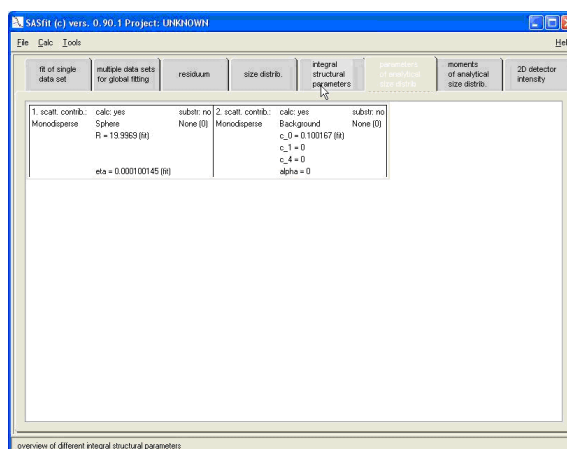 SASfit (c) vers. 0.90.1 Project: UNKNOWN
File Calc Tools Help
fit of single
data set
multiple data sets
for global fitting
residuum
size distrib.
integral
structural
parameters
parameters
of analytical
size distrib.
moments
of analytical
size distrib.
2D detector
intensity
1. scatt. contrib.: calc: yes substr: no 2. scatt. contrib.: calc: yes substr: no
Monodisperse Sphere None (0) Monodisperse Background None (0)
R = 19.9969 (fit) c_0 = 0.100167 (fit)
c_1 = 0
c_4 = 0
eta = 0.000100145 (fit) alpha = 0
overview of different integral structural parameters